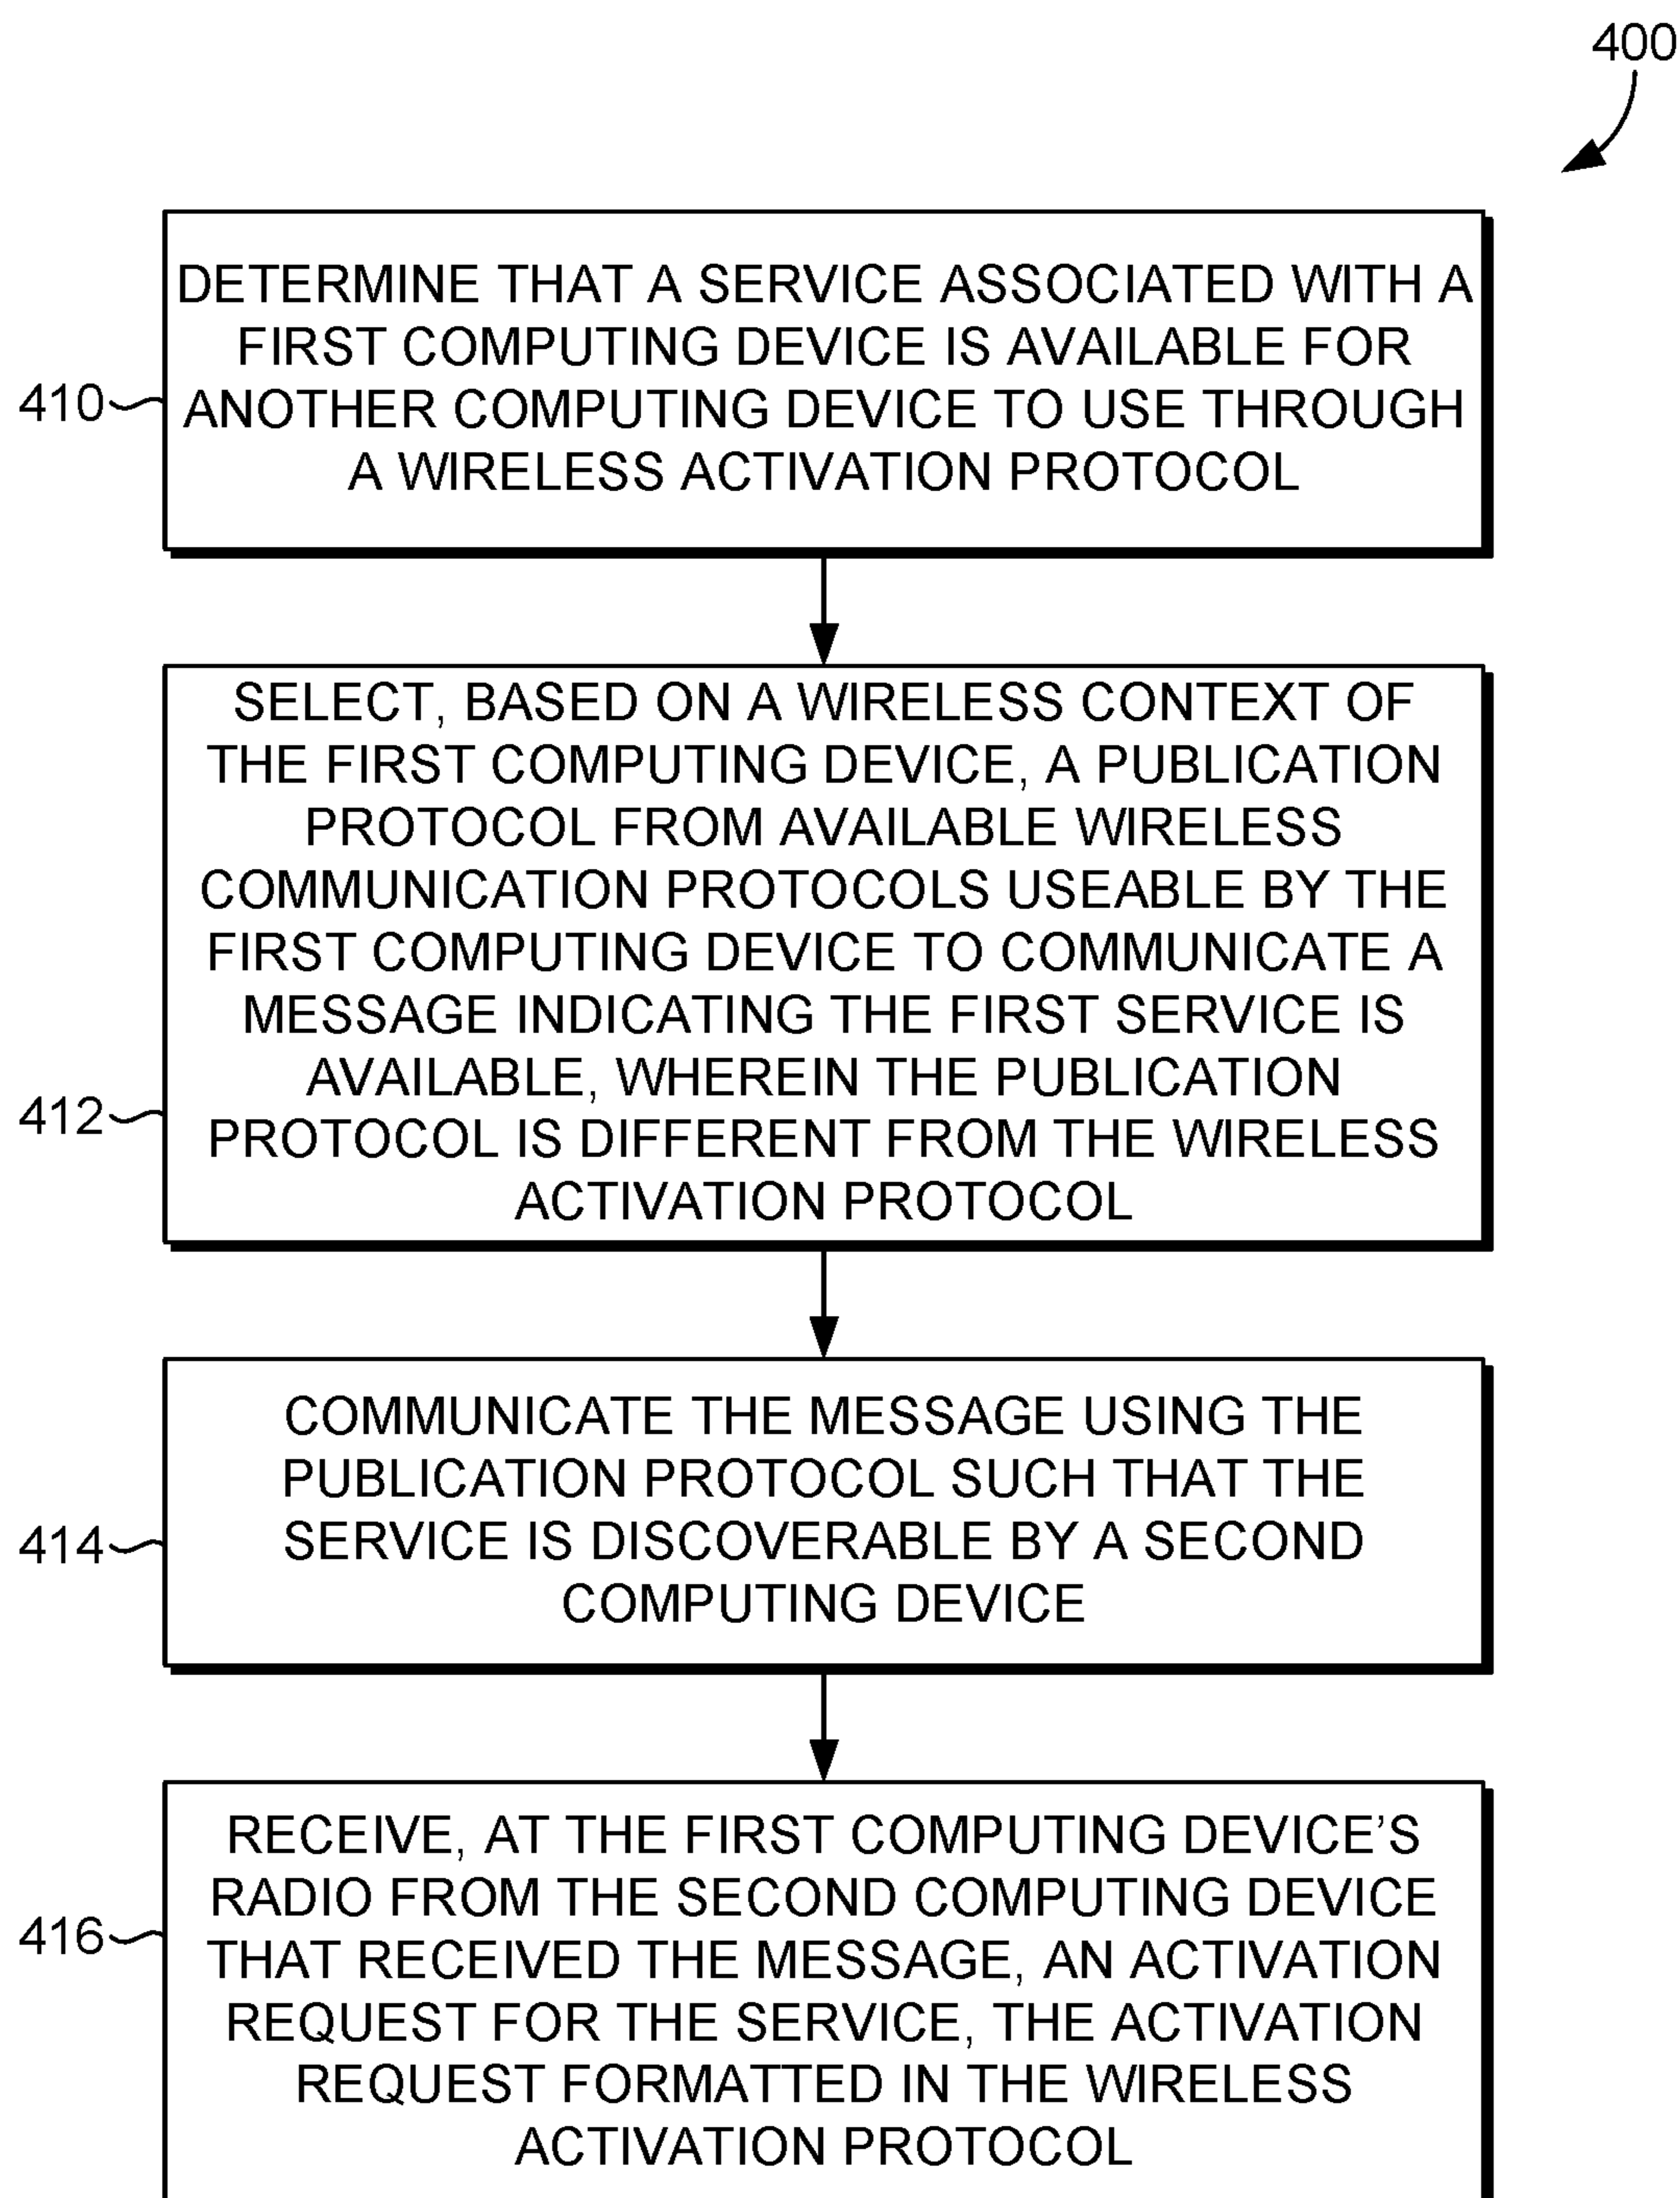 400
DETERMINE THAT A SERVICE ASSOCIATED WITH A
FIRST COMPUTING DEVICE IS AVAILABLE FOR
ANOTHER COMPUTING DEVICE TO USE THROUGH
A WIRELESS ACTIVATION PROTOCOL
410
SELECT, BASED ON A WIRELESS CONTEXT OF
THE FIRST COMPUTING DEVICE, A PUBLICATION
PROTOCOL FROM AVAILABLE WIRELESS
COMMUNICATION PROTOCOLS USEABLE BY THE
FIRST COMPUTING DEVICE TO COMMUNICATE A
MESSAGE INDICATING THE FIRST SERVICE IS
AVAILABLE, WHEREIN THE PUBLICATION
PROTOCOL IS DIFFERENT FROM THE WIRELESS
ACTIVATION PROTOCOL
412
COMMUNICATE THE MESSAGE USING THE
PUBLICATION PROTOCOL SUCH THAT THE
SERVICE IS DISCOVERABLE BY A SECOND
COMPUTING DEVICE
414
RECEIVE, AT THE FIRST COMPUTING DEVICE’S
RADIO FROM THE SECOND COMPUTING DEVICE
THAT RECEIVED THE MESSAGE, AN ACTIVATION
REQUEST FOR THE SERVICE, THE ACTIVATION
REQUEST FORMATTED IN THE WIRELESS
ACTIVATION PROTOCOL
416